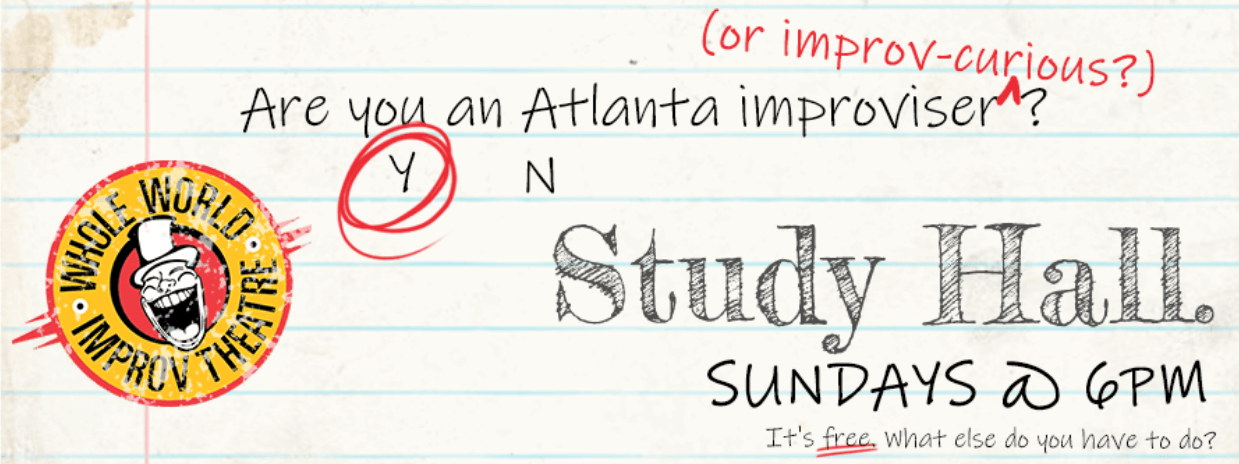 (or improv-curious?)
Are you an Atlanta improviser ^ ?
Y N
WHOLE WORLD
IMPROV THEATRE
Study Hall.
SUNDAYS @ 6PM
It's free. What else do you have to do?